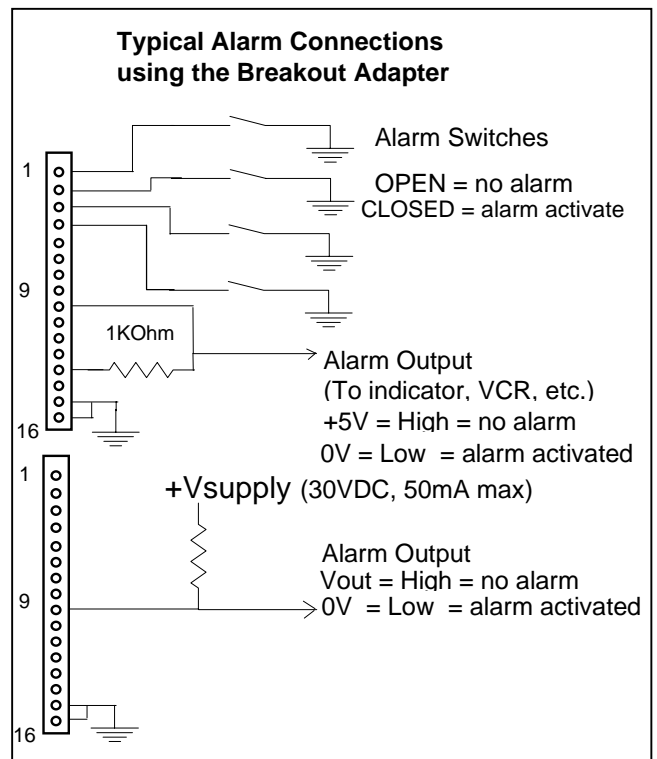 Typical Alarm Connections
using the Breakout Adapter
Alarm Switches
1
OPEN = no alarm
CLOSED = alarm activate
9
1KOhm
Alarm Output
(To indicator, VCR, etc.)
+5V = High = no alarm
0V = Low = alarm activated
16
1
+Vsupply (30VDC, 50mA max)
Alarm Output
Vout = High = no alarm
9
0V = Low = alarm activated
16